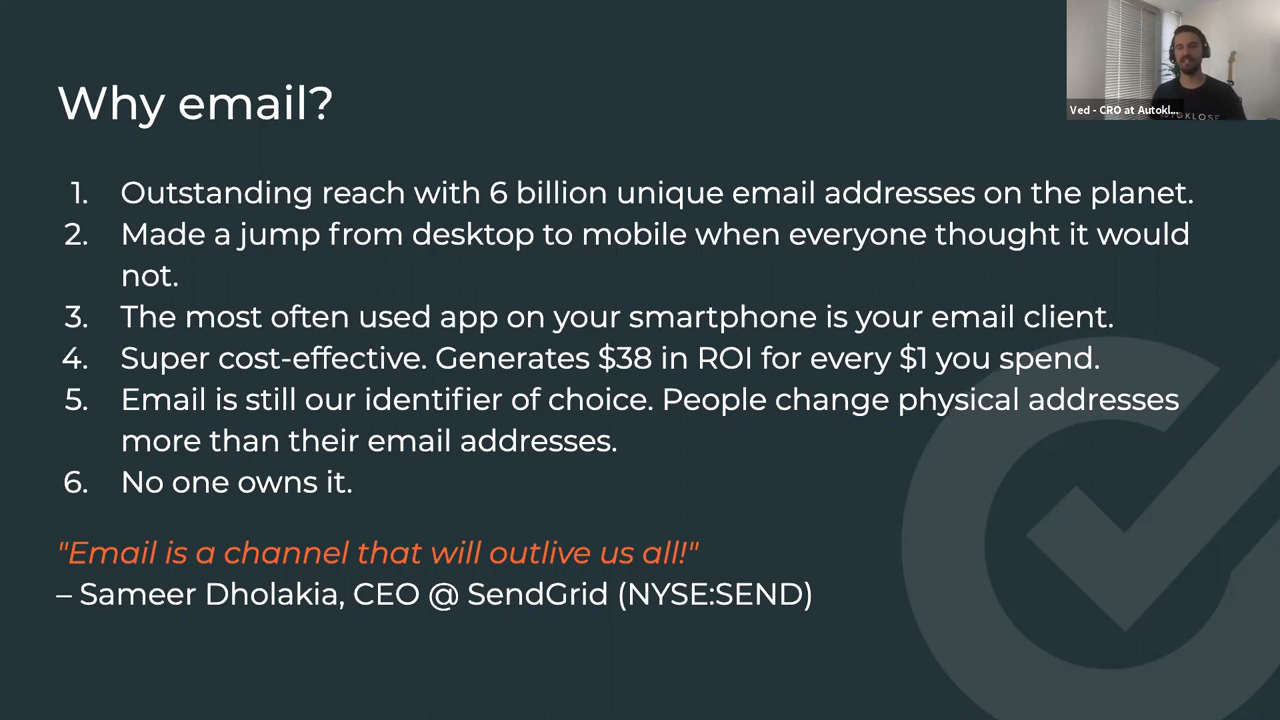 Why email?
Ved - CRO at Autokl...
1. Outstanding reach with 6 billion unique email addresses on the planet.
2. Made a jump from desktop to mobile when everyone thought it would
not.
3. The most often used app on your smartphone is your email client.
4. Super cost-effective. Generates $38 in ROI for every $1 you spend.
5. Email is still our identifier of choice. People change physical addresses
more than their email addresses.
6. No one owns it.
"Email is a channel that will outlive us all!"
– Sameer Dholakia, CEO @ SendGrid (NYSE:SEND)